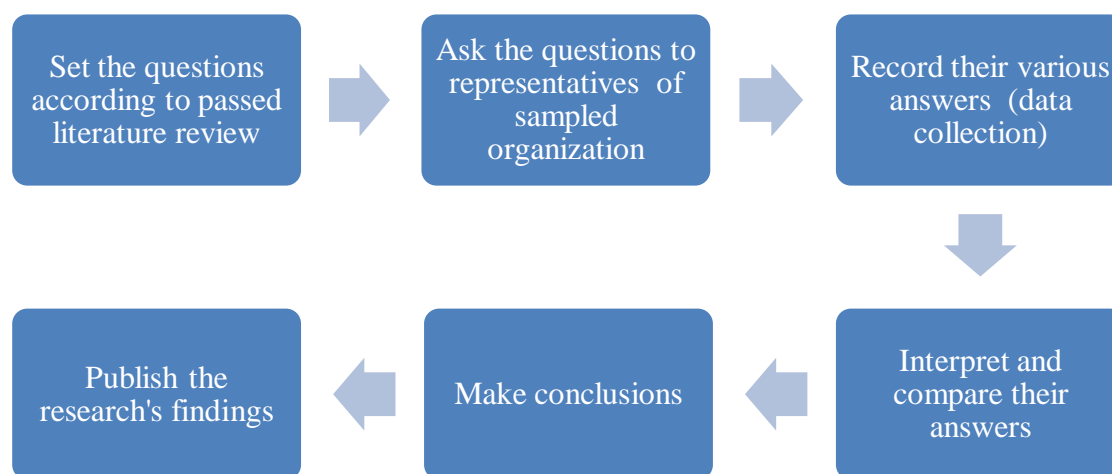 Set the questions
according to passed
literature review
Ask the questions to
representatives of
sampled
organization
Record their various
answers (data
collection)
Interpret and
compare their
answers
Make conclusions
Publish the
research's findings